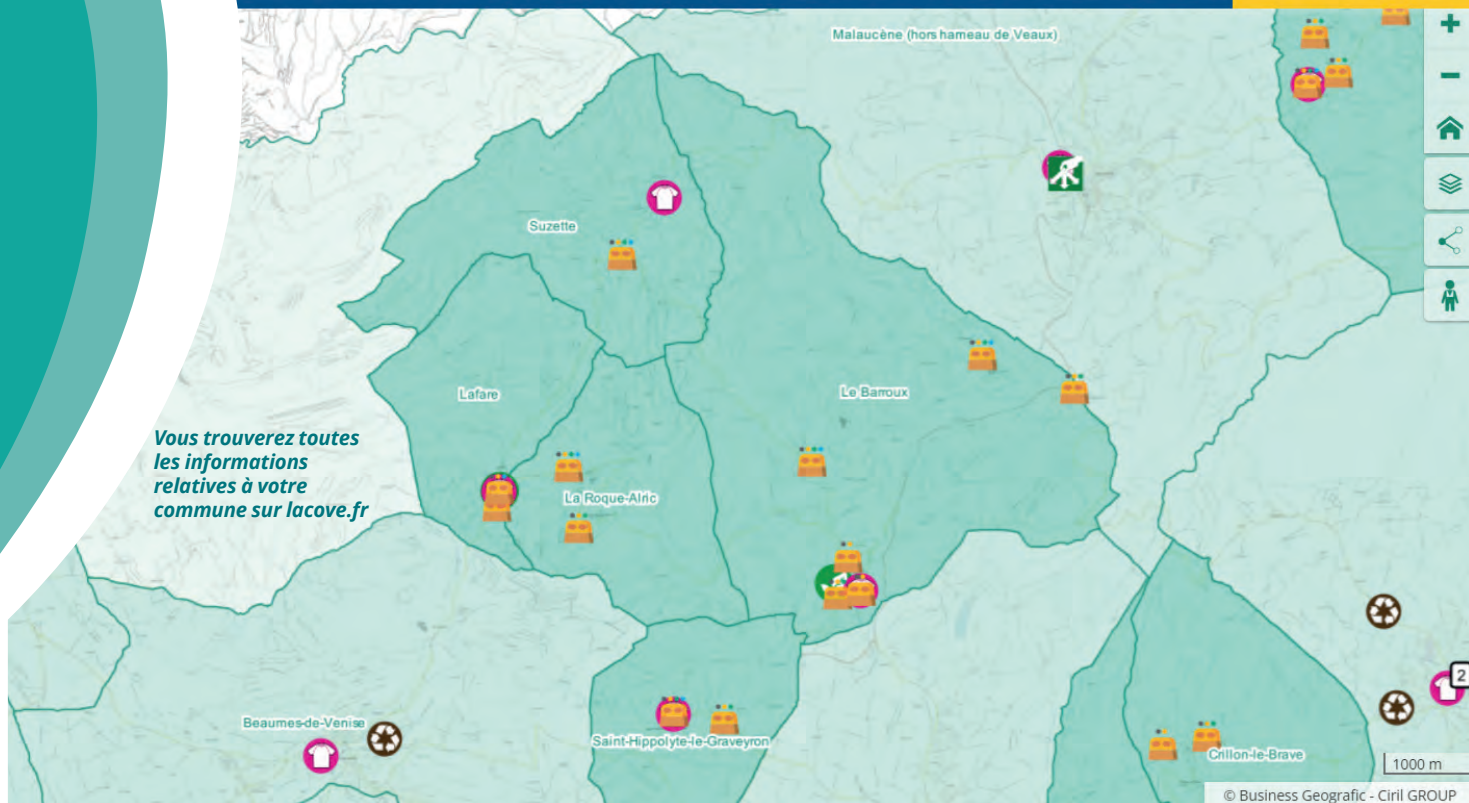 Malaucène (hors hameau de Veaux)
Suzette
Lafare
Le Barroux
Vous trouverez toutes
les informations
relatives à votre
commune sur lacove.fr
La Roque-Alric
2
Beaumes-de-Venise
Saint-Hippolyte-le-Graveyron
Crillon-le-Brave
1000 m
© Business Geografic - Ciril GROUP